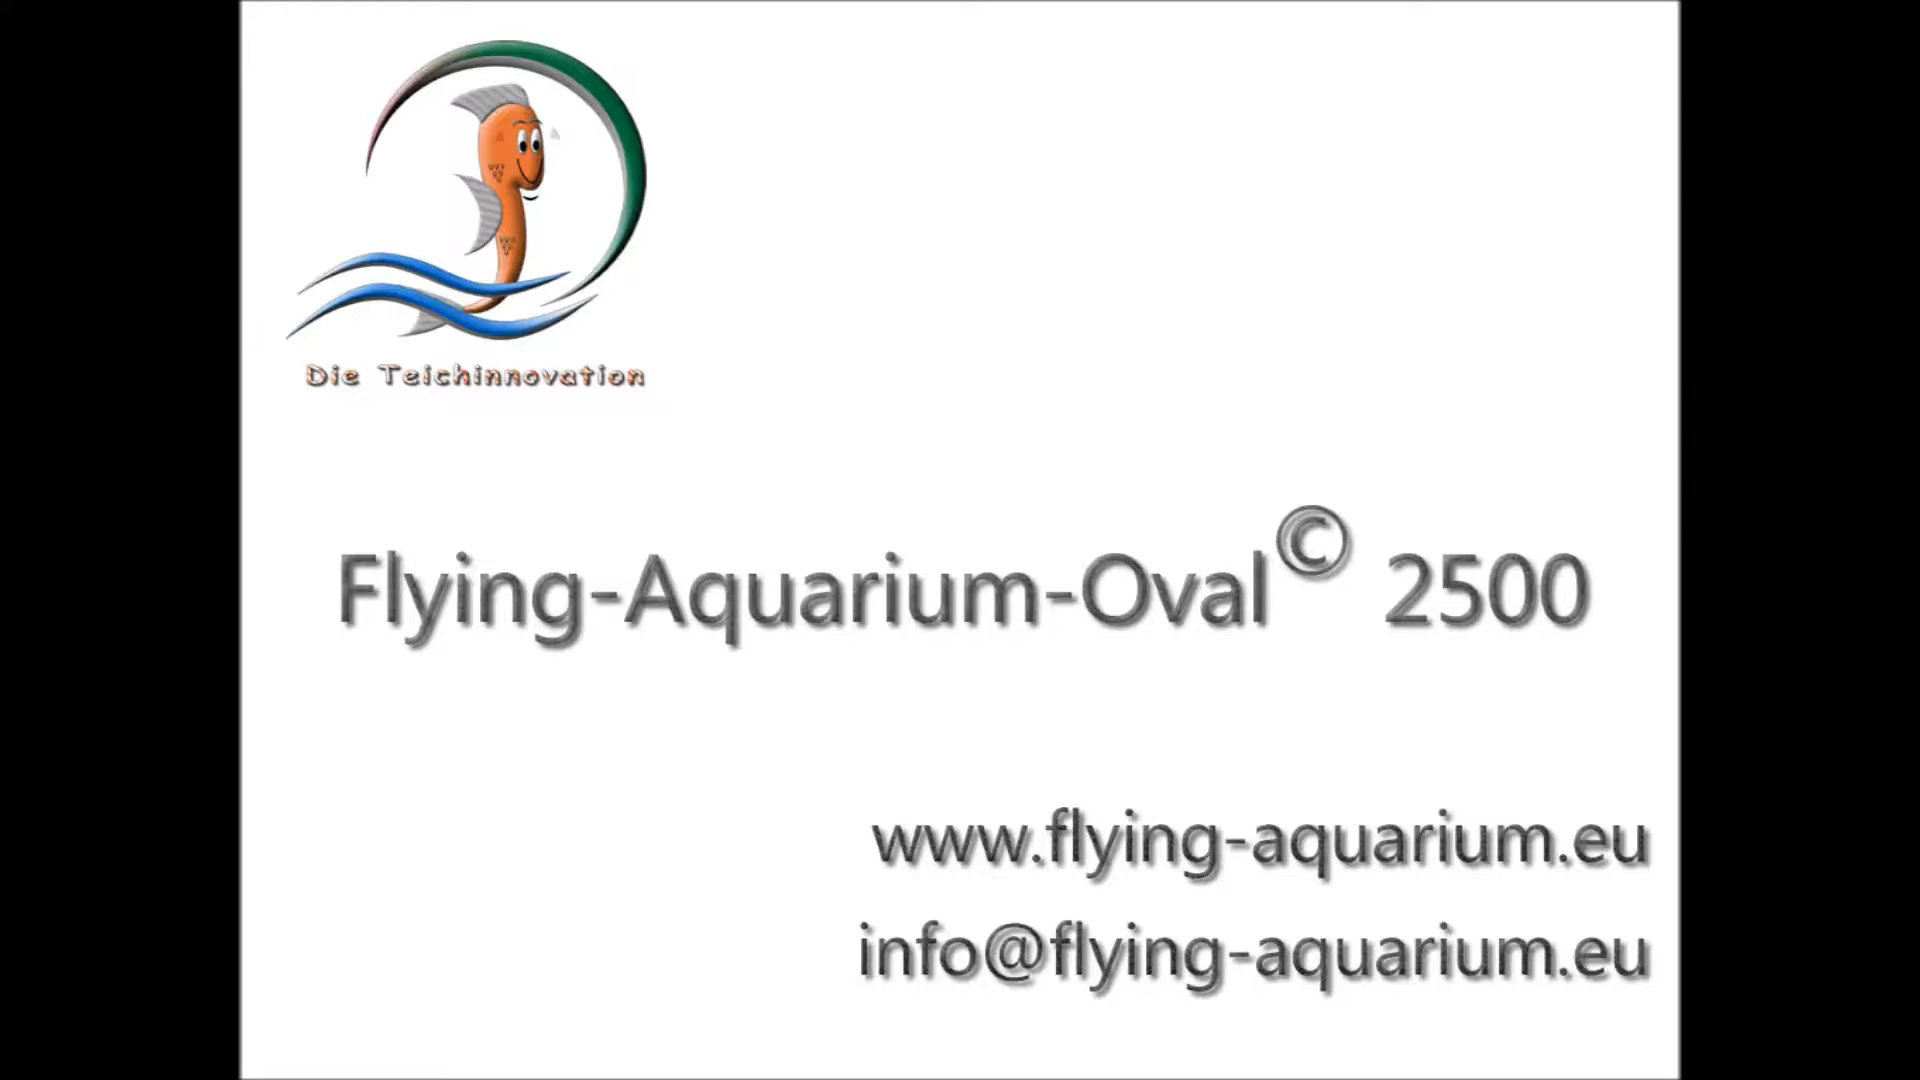 Die Teichinnovation
Flying-Aquarium-Oval© 2500
www.flying-aquarium.eu
info@flying-aquarium.eu